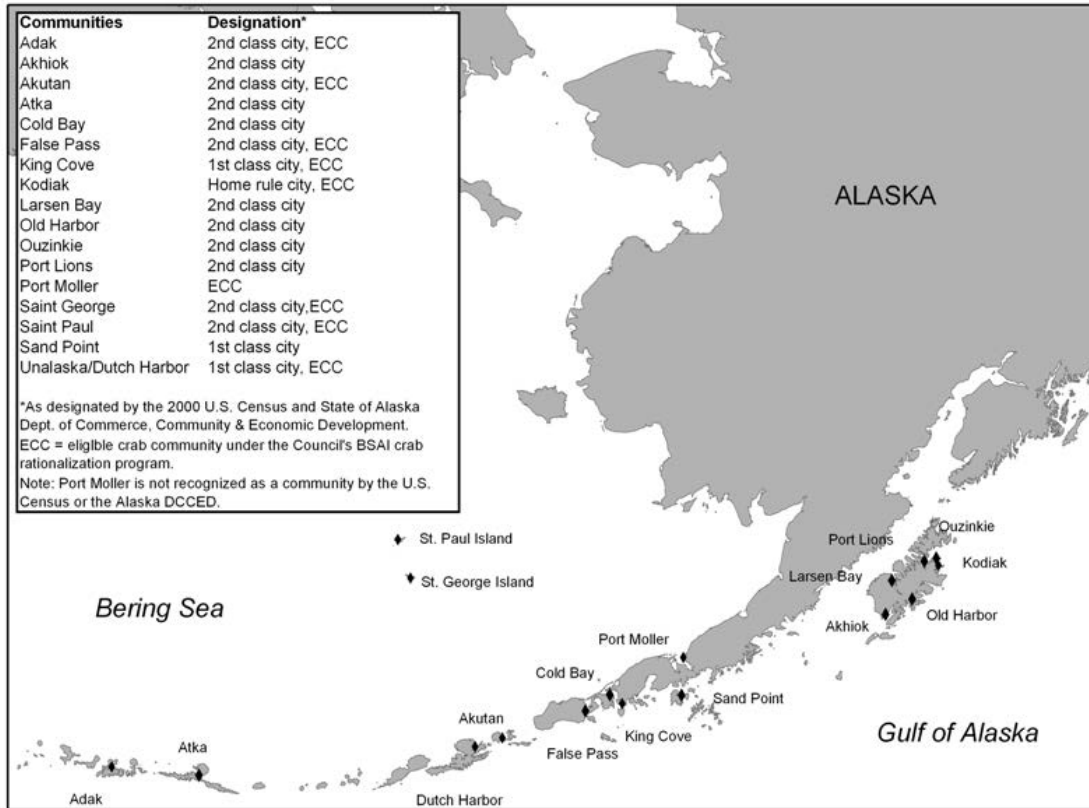 Communities Designation*
Adak 2nd class city, ECC
Akhiok 2nd class city
Akutan 2nd class city, ECC
Atka 2nd class city
Cold Bay 2nd class city
False Pass 2nd class city, ECC
King Cove 1st class city, ECC
Kodiak Home rule city, ECC
Larsen Bay 2nd class city
Old Harbor 2nd class city
Ouzinkie 2nd class city
Port Lions 2nd class city
Port Moller ECC
Saint George 2nd class city,ECC
Saint Paul 2nd class city, ECC
Sand Point 1st class city
Unalaska/Dutch Harbor 1st class city, ECC
*As designated by the 2000 U.S. Census and State of Alaska
Dept. of Commerce, Community & Economic Development.
ECC = eligible crab community under the Council's BSAI crab
rationalization program.
Note: Port Moller is not recognized as a community by the U.S.
Census or the Alaska DCCED.
ALASKA
St. Paul Island
St. George Island
Bering Sea
Ouzinkie
Port Lions
Kodiak
Larsen Bay
Old Harbor
Akhiok
Port Moller
Cold Bay
Sand Point
King Cove
False Pass
Gulf of Alaska
Akutan
Atka
Adak
Dutch Harbor